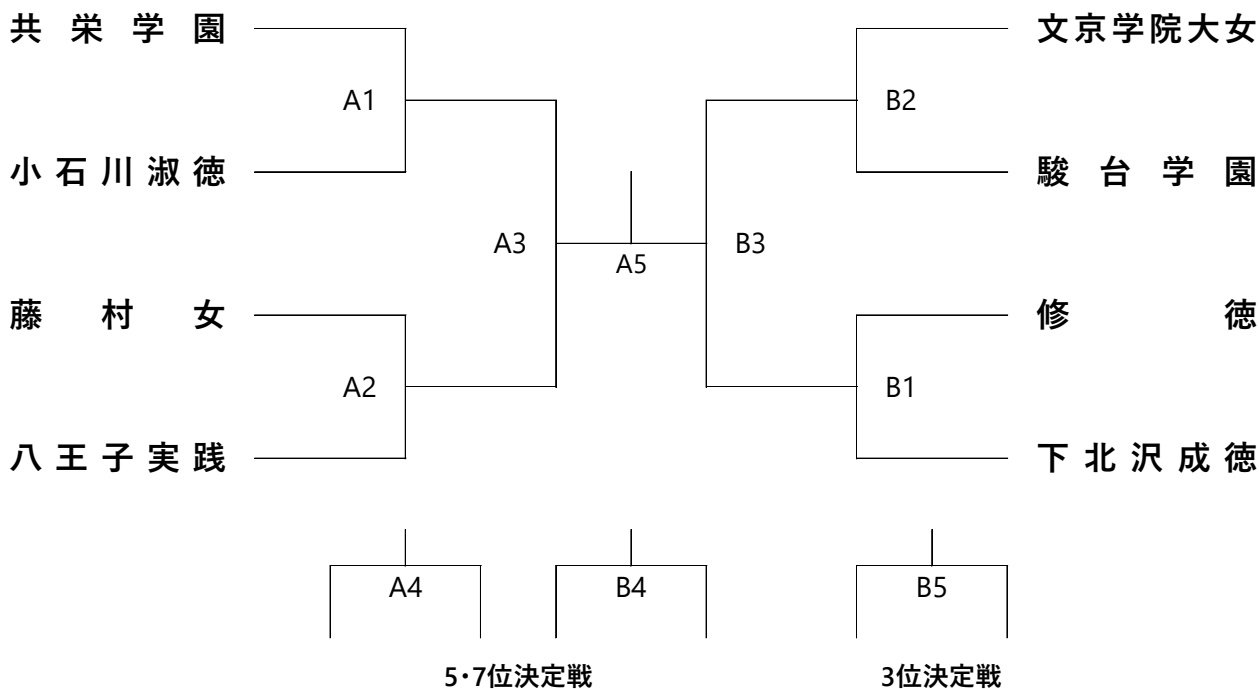 共栄学園
文京学院大女
A1
B2
小石川淑徳
駿台学園
A3
B3
A5
藤村女
修徳
A2
B1
八王子実践
下北沢成徳
A4
B4
B5
5・7位決定戦
3位決定戦